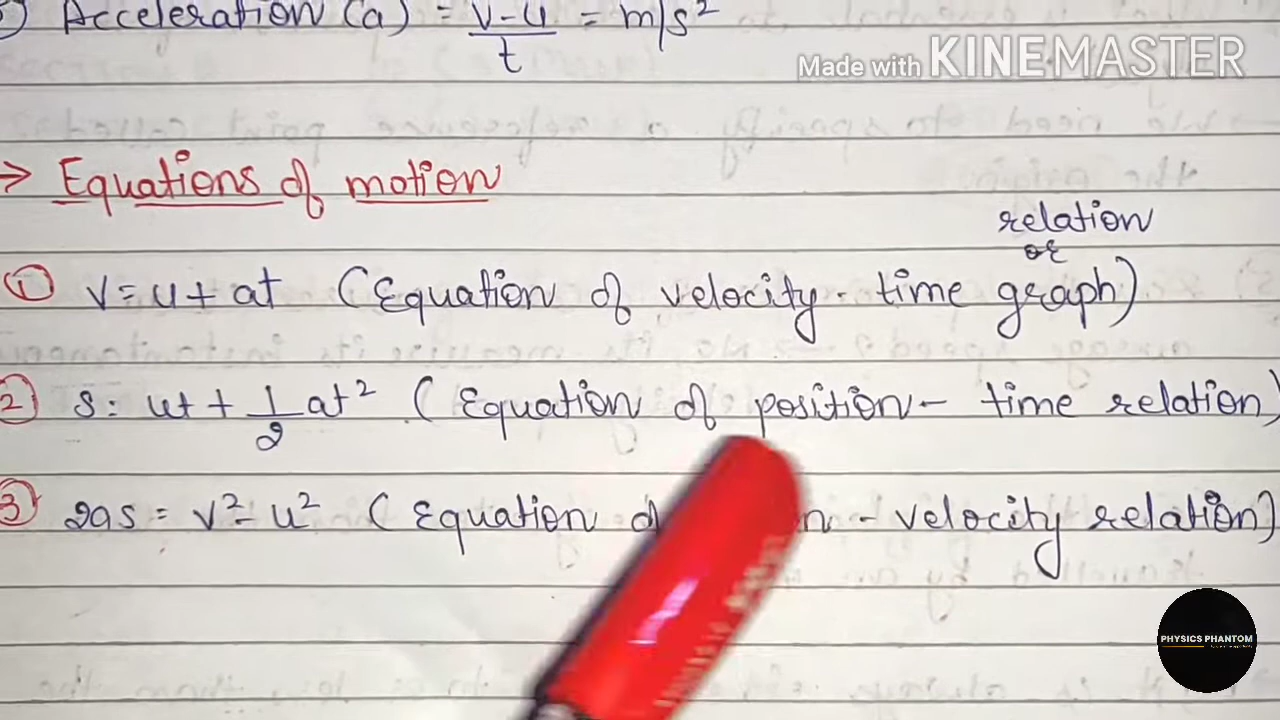 Acceleration (a) = v-u/t = m/s²
Made with KINEMASTER
→ Equations of motion
relation
or
① v = u + at (Equation of velocity - time graph)
② s = ut + 1/2 at² (Equation of position - time relation)
③ 2as = v² - u² (Equation of - velocity relation)
PHYSICS PHANTOM